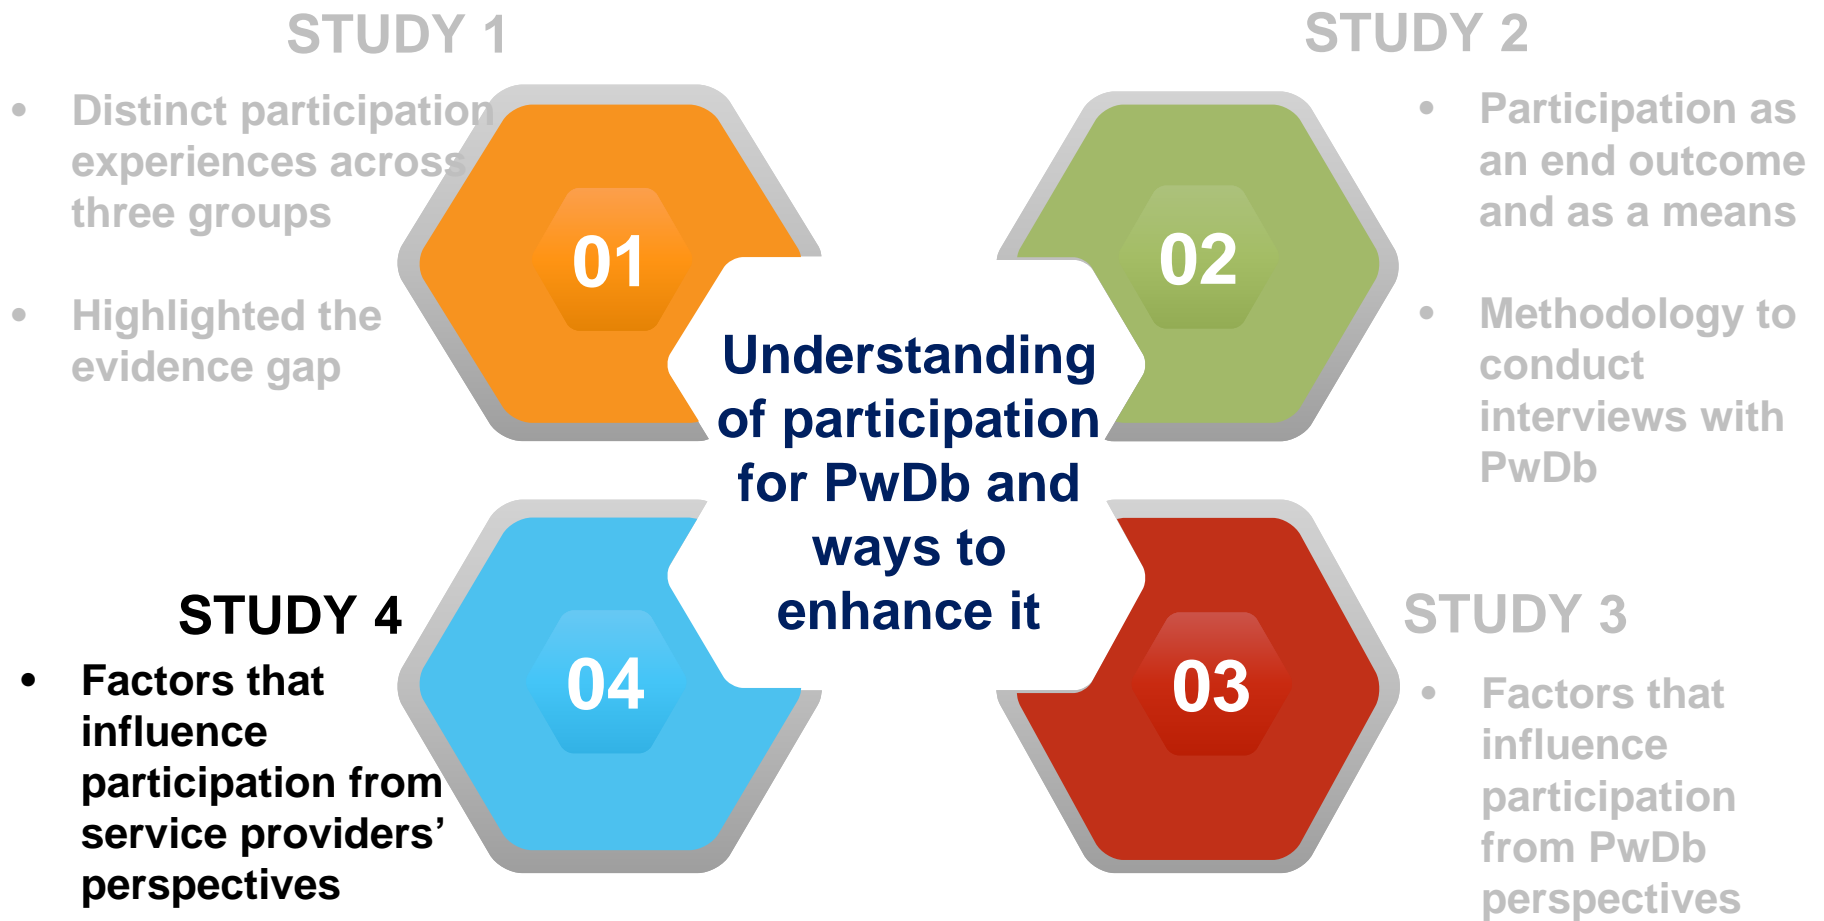 STUDY 1
• Distinct participation
experiences across
three groups
• Highlighted the
evidence gap
01
STUDY 2
• Participation as
an end outcome
and as a means
• Methodology to
conduct
interviews with
PwDb
02
Understanding
of participation
for PwDb and
ways to
enhance it
STUDY 4
• Factors that
influence
participation from
service providers’
perspectives
04
03
STUDY 3
• Factors that
influence
participation
from PwDb
perspectives